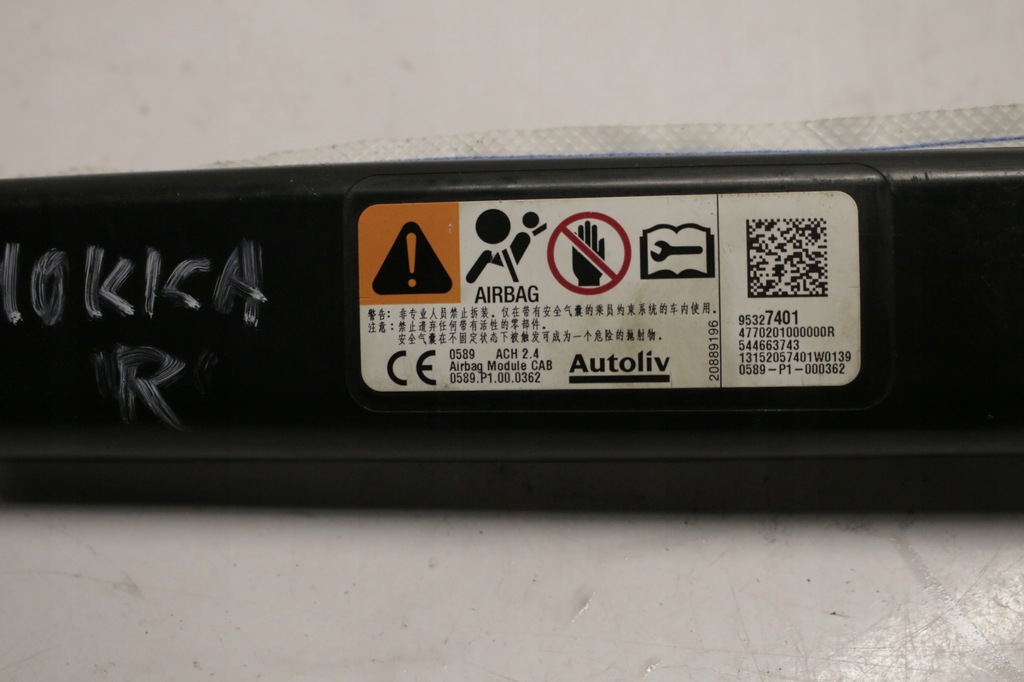 10KKA
"R"
AIRBAG
警告: 非专业人员禁止拆装。仅在带有安全气囊的乘员约束系统的车内使用。
注意: 禁止遗弃任何带有活性的零部件。
安全气囊在不固定状态下被触发可成为一个危险的抛射物。
CE
0589 ACH 2.4
Airbag Module CAB
0589.P1.00.0362
Autoliv
20889196
95327401
4770201000000R
544663743
13152057401W0139
0589-P1-000362